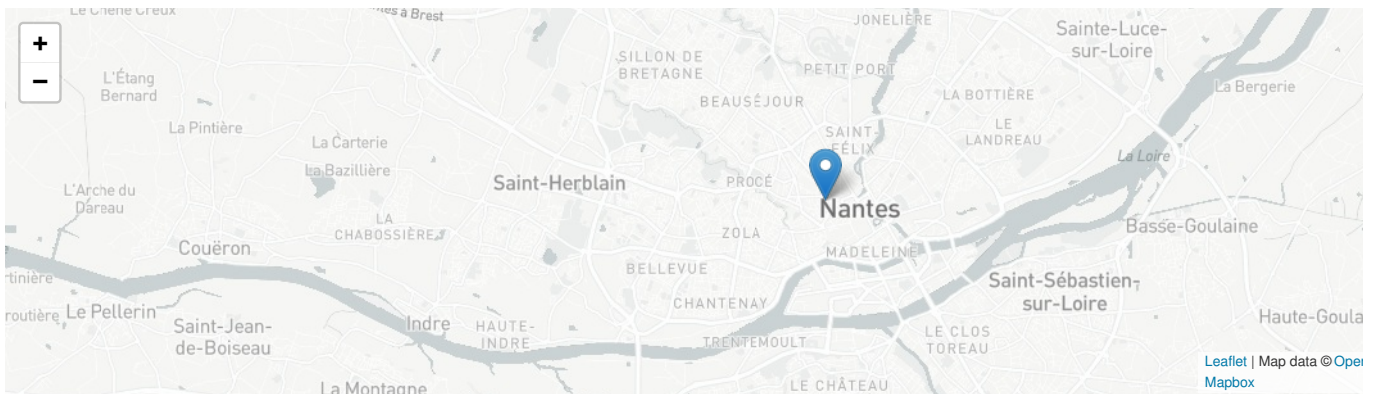 Le Chêne Creux
es à Brest
JONELIÈRE
Sainte-Luce-
sur-Loire
+
−
SILLON DE
BRETAGNE
PETIT PORT
L'Étang
Bernard
La Bergerie
BEAUSÉJOUR
LA BOTTIÈRE
La Pintière
La Carterie
SAINT-
FÉLIX
LE
LANDREAU
La Loire
La Bazillière
Saint-Herblain
PROCÉ
L'Arche du
Dareau
Nantes
LA
CHABOSSIÈRE
ZOLA
Basse-Goulaine
Couëron
MADELEINE
tinière
BELLEVUE
Saint-Sébastien-
sur-Loire
CHANTENAY
routière
Le Pellerin
Saint-Jean-
de-Boiseau
Indre
HAUTE-
INDRE
Haute-Goula
TRENTEMOULT
LE CLOS
TOREAU
La Montagne
LE CHÂTEAU
Leaflet | Map data © Open
Mapbox